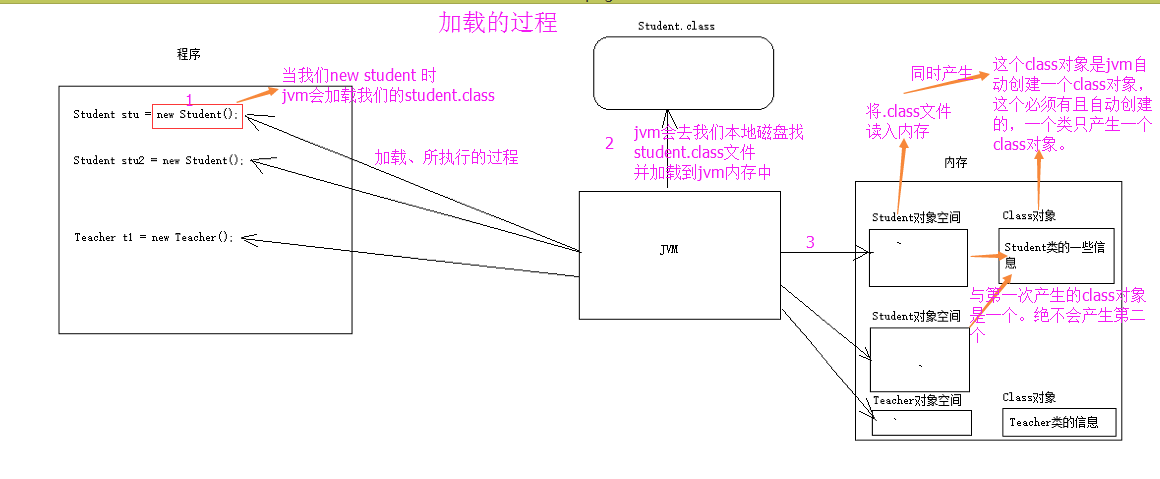 加载的过程
Student.class
程序
当我们new student 时
jvm会加载我们的student.class
1
Student stu = new Student();
Student stu2 = new Student();
Teacher t1 = new Teacher();
加载、所执行的过程
2
jvm会去我们本地磁盘找
student.class文件
并加载到jvm内存中
JVM
3
同时产生
将.class文件
读入内存
这个class对象是jvm自
动创建一个class对象，
这个必须有且自动创建
的，一个类只产生一个
class对象。
内存
Student对象空间
Class对象
Student类的一些信
息
与第一次产生的class对象
是一个。绝不会产生第二
个
Student对象空间
Teacher对象空间
Class对象
Teacher类的信息